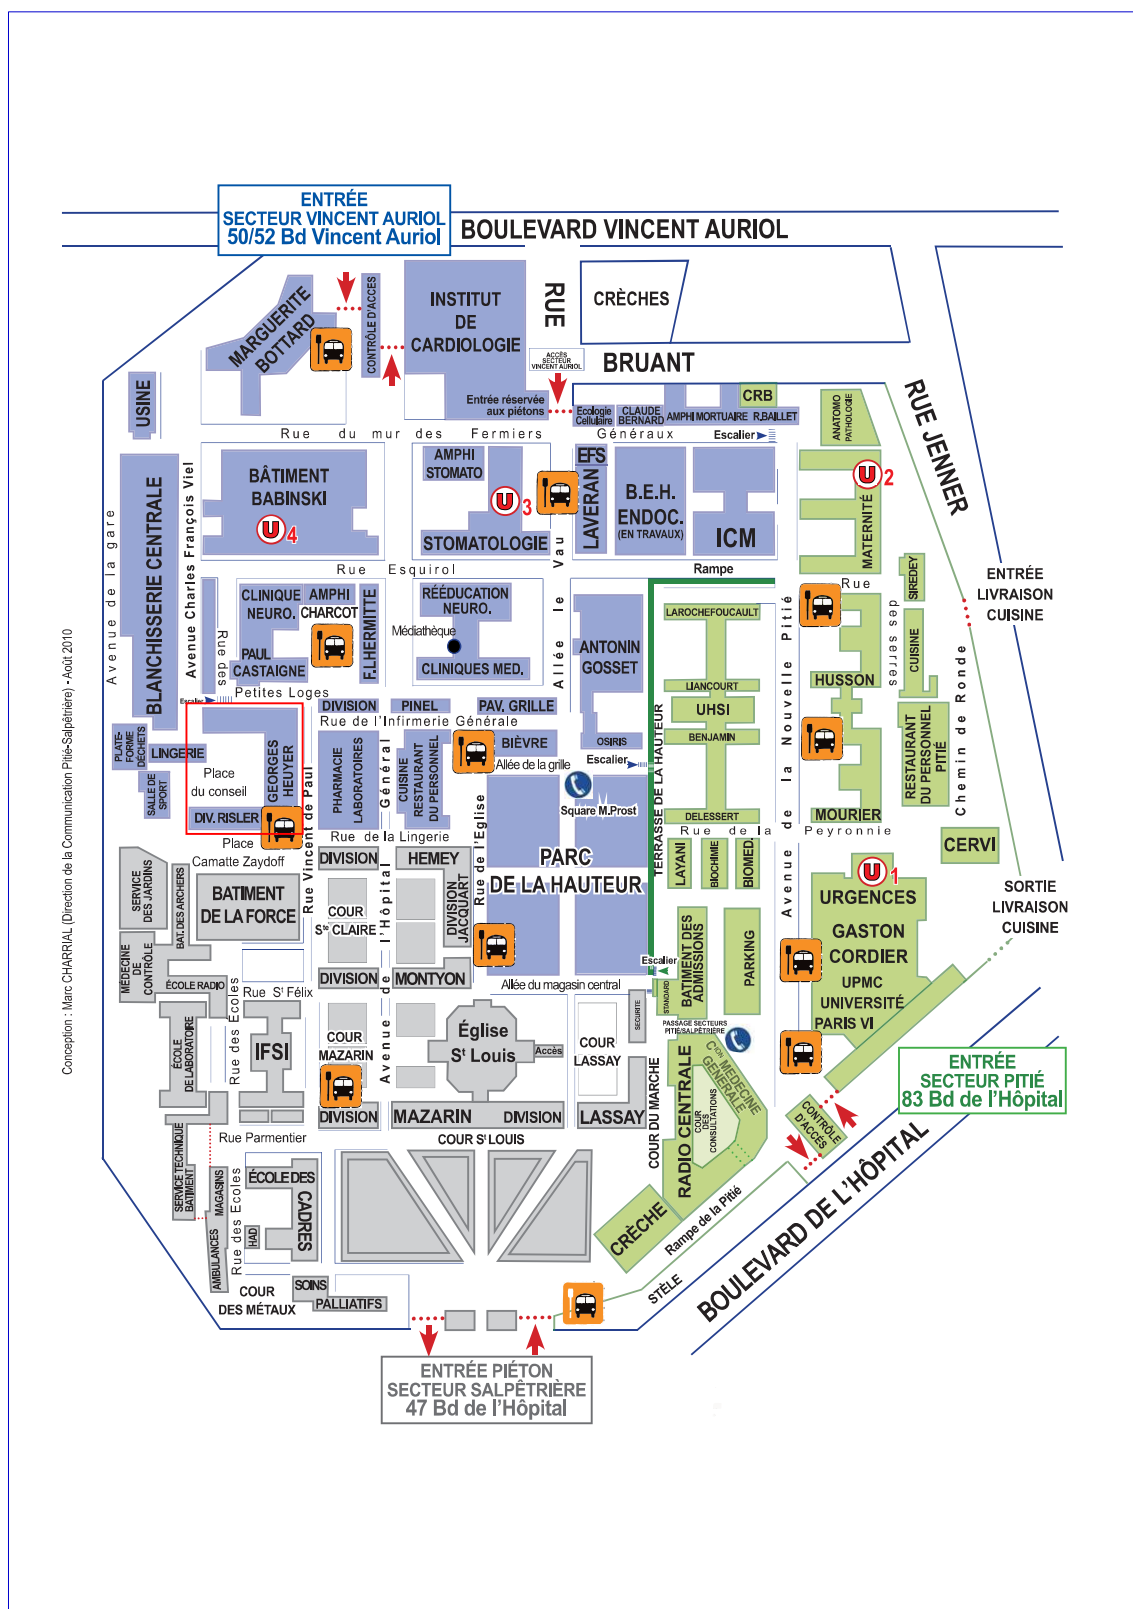 ENTRÉE
SECTEUR VINCENT AURIOL
50/52 Bd Vincent Auriol
BOULEVARD VINCENT AURIOL
MARGUERITE
BOTTARD
CONTRÔLE D'ACCES
INSTITUT
DE
CARDIOLOGIE
RUE
BRUANT
CRÈCHES
ACCÈS
SECTEUR
VINCENT AURIOL
Entrée réservée
aux piétons
Ecologie
Cellulaire
CLAUDE
BERNARD
AMPHI MORTUAIRE
R.BAILLET
CRB
ANATOMO
PATHOLOGIE
RUE JENNER
USINE
Rue du mur des Fermiers Généraux
Escalier
BLANCHISSERIE CENTRALE
Avenue de la gare
Avenue Charles François Viel
BÂTIMENT
BABINSKI
U 4
AMPHI
STOMATO
U 3
STOMATOLOGIE
EFS
LAVERAN
B.E.H.
ENDOC.
(EN TRAVAUX)
ICM
U 2
MATERNITÉ
Rue Esquirol
Allée le Vau
Rampe
Rue des serres
SIREDEY
ENTRÉE
LIVRAISON
CUISINE
CLINIQUE
NEURO.
AMPHI
CHARCOT
PAUL
CASTAIGNE
F.LHERMITTE
RÉÉDUCATION
NEURO.
Médiathèque
CLINIQUES MED.
ANTONIN
GOSSET
LAROCHEFOUCAULT
LIANCOURT
UHSI
BENJAMIN
HUSSON
CUISINE
Rue des
Petites Loges
Escalier
PLATE-
FORME
DÉCHETS
LINGERIE
SALLE DE
SPORT
Place
du conseil
GEORGES
HEUYER
DIV. RISLER
Place
Camatte Zaydoff
Rue Vincent de Paul
DIVISION
PINEL
PAV. GRILLE
Rue de l'Infirmerie Générale
PHARMACIE
LABORATOIRES
CUISINE
RESTAURANT
DU PERSONNEL
BIÈVRE
Allée de la grille
OSIRIS
Escalier
TERRASSE DE LA HAUTEUR
Square M.Prost
DELESSERT
MOURIER
RESTAURANT
DU PERSONNEL
PITIÉ
Chemin de Ronde
Avenue de la Nouvelle Pitié
Rue de la Peyronnie
Rue de la Lingerie
Avenue de l'Hôpital Général
Rue de l'Eglise
PARC
DE LA HAUTEUR
LAYANI
BIOCHIMIE
BIOMED.
CERVI
SERVICE
DES JARDINS
BAT. DES ARCHERS
BATIMENT
DE LA FORCE
DIVISION
HEMEY
DIVISION
JACQUART
COUR
Ste CLAIRE
DIVISION
MONTYON
U 1
URGENCES
GASTON
CORDIER
UPMC
UNIVERSITÉ
PARIS VI
SORTIE
LIVRAISON
CUISINE
MÉDECINE
DE
CONTRÔLE
ÉCOLE RADIO
Rue St Félix
Allée du magasin central
Escalier
STANDARD
BATIMENT DES
ADMISSIONS
PARKING
SECURITE
PASSAGE SECTEURS
PITIÉ/SALPÊTRIÈRE
ÉCOLE
DE LABORATOIRE
Rue des Écoles
IFSI
COUR
MAZARIN
Église
St Louis
Accès
COUR
LASSAY
DIVISION
MAZARIN
DIVISION
LASSAY
COUR DU MARCHE
RADIO CENTRALE
COUR
DES
CONSULTATIONS
Cion MEDECINE
GENERALE
CONTRÔLE
D'ACCÉS
ENTRÉE
SECTEUR PITIÉ
83 Bd de l'Hôpital
Rue Parmentier
COUR St LOUIS
SERVICE TECHNIQUE
BATIMENT
MAGASINS
AMBULANCES
Rue des Ecoles
ÉCOLE DES
CADRES
HAD
CRÈCHE
Rampe de la Pitié
STÈLE
BOULEVARD DE L'HÔPITAL
COUR
DES MÉTAUX
SOINS
PALLIATIFS
ENTRÉE PIÉTON
SECTEUR SALPÊTRIÈRE
47 Bd de l'Hôpital
Conception : Marc CHARRIAL (Direction de la Communication Pitié-Salpêtrière) - Août 2010